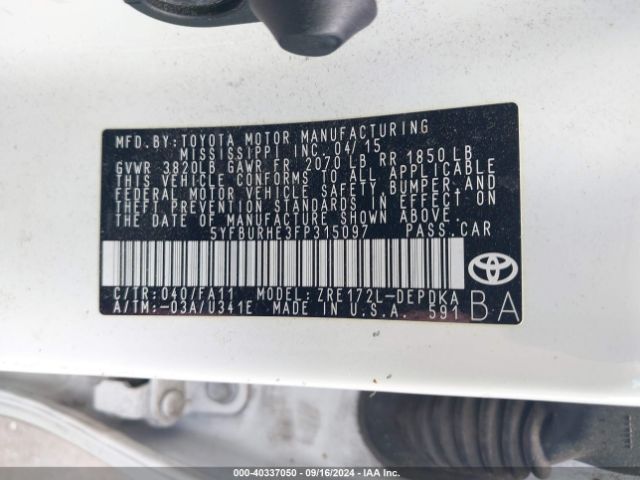 MFD.BY:TOYOTA MOTOR MANUFACTURING
MISSISSIPPI INC. 04/15
GVWR 3820LB GAWR FR 2070 LB RR 1850 LB
THIS VEHICLE CONFORMS TO ALL APPLICABLE
FEDERAL MOTOR VEHICLE SAFETY, BUMPER, AND
THEFT PREVENTION STANDARDS IN EFFECT ON
THE DATE OF MANUFACTURE SHOWN ABOVE.
5YFBURHE3FP315097 PASS.CAR
C/TR:040/FA11 MODEL:ZRE172L-DEPDKA
A/TM:-03A/U341E MADE IN U.S.A. 591
BA
000-40337050 - 09/16/2024 - IAA Inc.